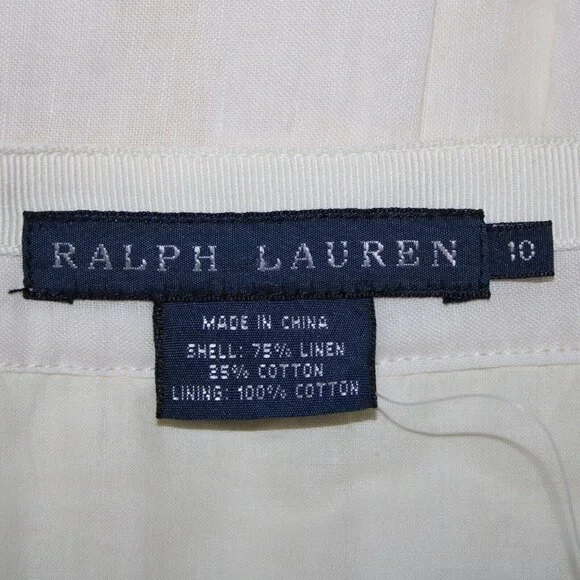 RALPH LAUREN
10
MADE IN CHINA
SHELL: 75% LINEN
25% COTTON
LINING: 100% COTTON